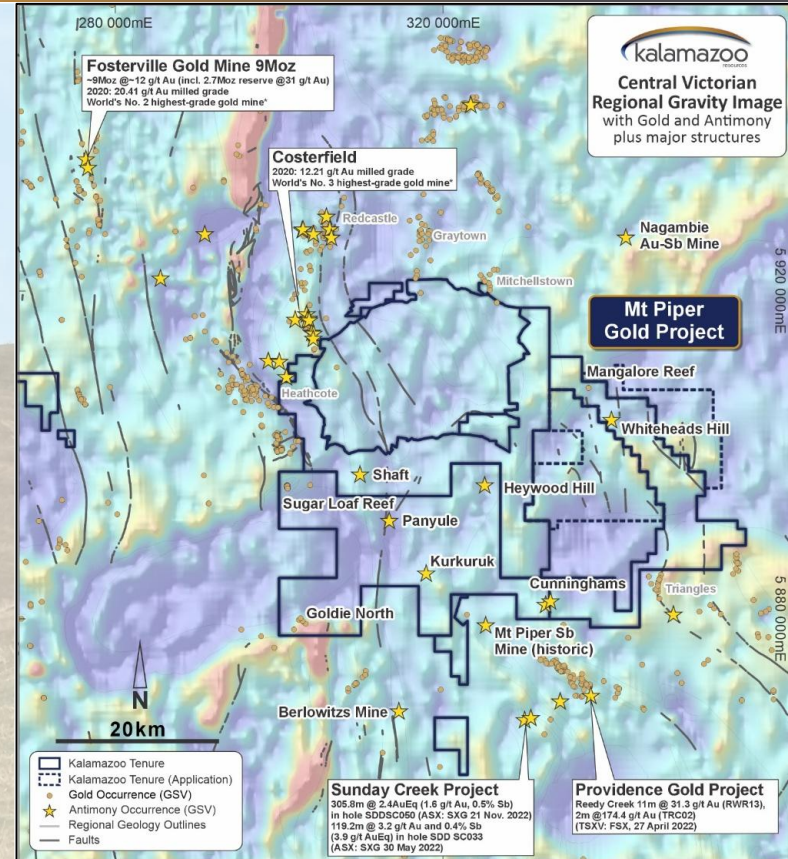 280 000mE
320 000mE
kalamazoo
resources
Central Victorian
Regional Gravity Image
with Gold and Antimony
plus major structures
Fosterville Gold Mine 9Moz
~9Moz @~12 g/t Au (incl. 2.7Moz reserve @31 g/t Au)
2020: 20.41 g/t Au milled grade
World's No. 2 highest-grade gold mine*
Costerfield
2020: 12.21 g/t Au milled grade
World's No. 3 highest-grade gold mine*
Redcastle
Graytown
Nagambie
Au-Sb Mine
Mitchellstown
5 920 000mE
Mt Piper
Gold Project
Mangalore Reef
Heathcote
Whiteheads Hill
Shaft
Heywood Hill
Sugar Loaf Reef
Panyule
Kurkuruk
Cunninghams
Triangles
5 880 000mE
Goldie North
Mt Piper Sb
Mine (historic)
N
20km
Berlowitzs Mine
Kalamazoo Tenure
Kalamazoo Tenure (Application)
Gold Occurrence (GSV)
Antimony Occurrence (GSV)
Regional Geology Outlines
Faults
Sunday Creek Project
305.8m @ 2.4AuEq (1.6 g/t Au, 0.5% Sb)
in hole SDDSC050 (ASX: SXG 21 Nov. 2022)
119.2m @ 3.2 g/t Au and 0.4% Sb
(3.9 g/t AuEq) in hole SDD SC033
(ASX: SXG 30 May 2022)
Providence Gold Project
Reedy Creek 11m @ 31.3 g/t Au (RWR13),
2m @174.4 g/t Au (TRC02)
(TSXV: FSX, 27 April 2022)